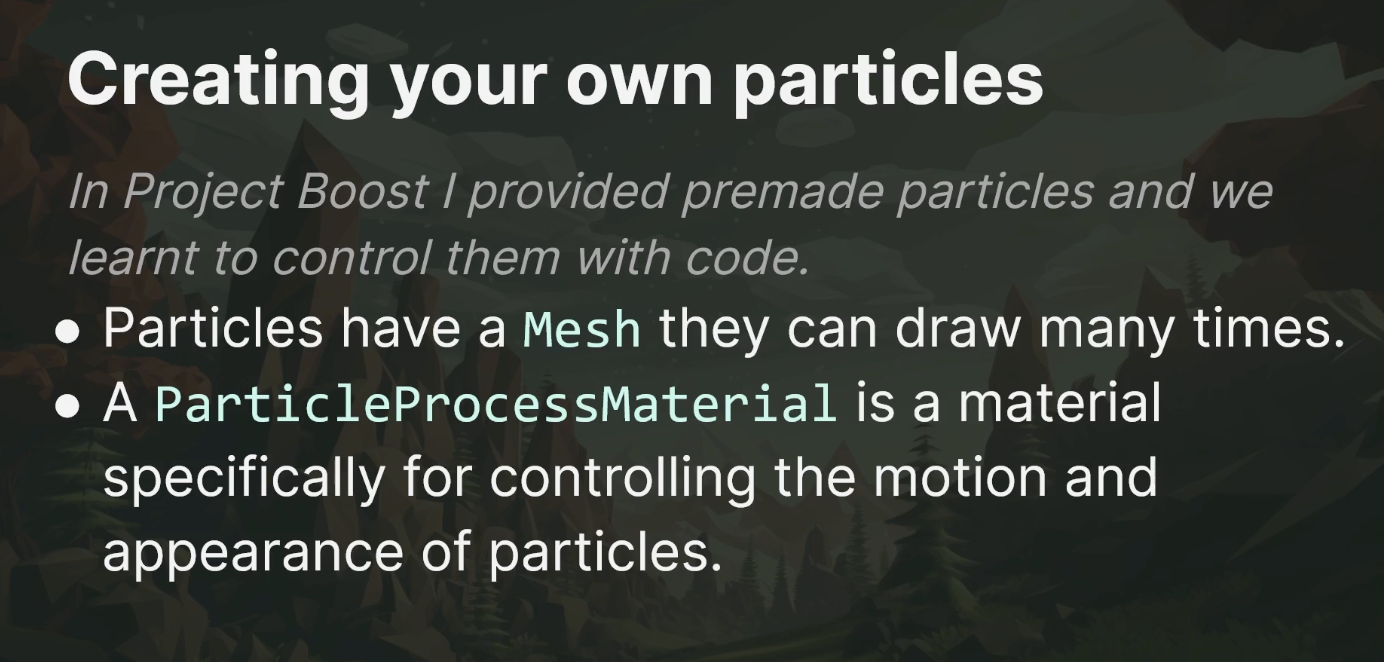 Creating your own particles
In Project Boost I provided premade particles and we
learnt to control them with code.
● Particles have a Mesh they can draw many times.
● A ParticleProcessMaterial is a material
specifically for controlling the motion and
appearance of particles.